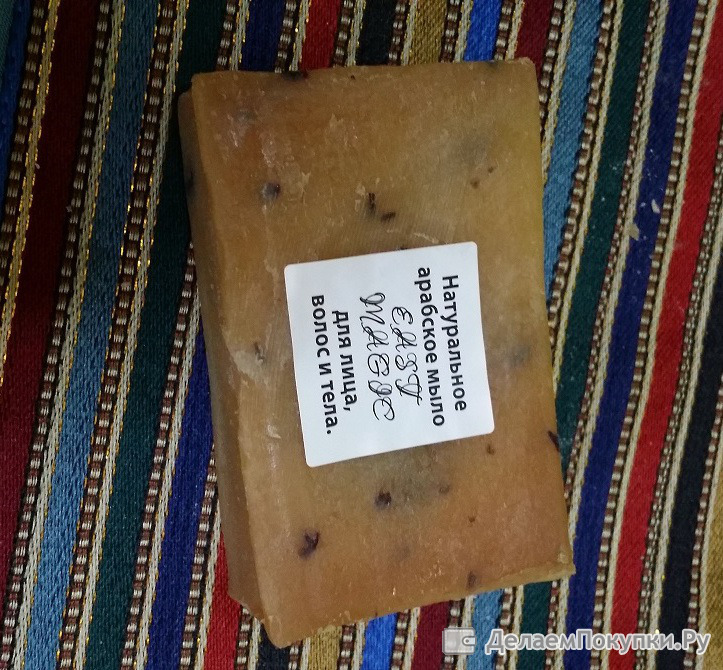 Натуральное
арабское мыло
EAST
MAGIC
для лица,
волос и тела.
ДелаемПокупки.Ру